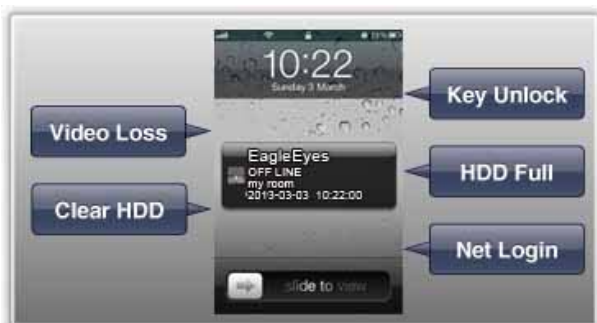 10:22
Sunday 3 March
Key Unlock
Video Loss
EagleEyes
OFF LINE
my room
2013-03-03 10:22:00
HDD Full
Clear HDD
Net Login
slide to view